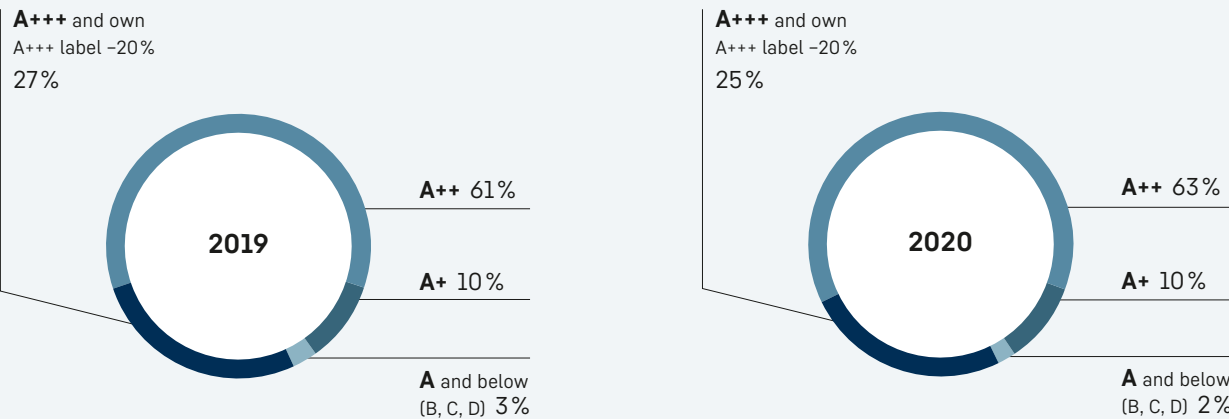 A+++ and own
A+++ label –20%
27%
2019
A++ 61%
A+ 10%
A and below
(B, C, D) 3%
A+++ and own
A+++ label –20%
25%
2020
A++ 63%
A+ 10%
A and below
(B, C, D) 2%